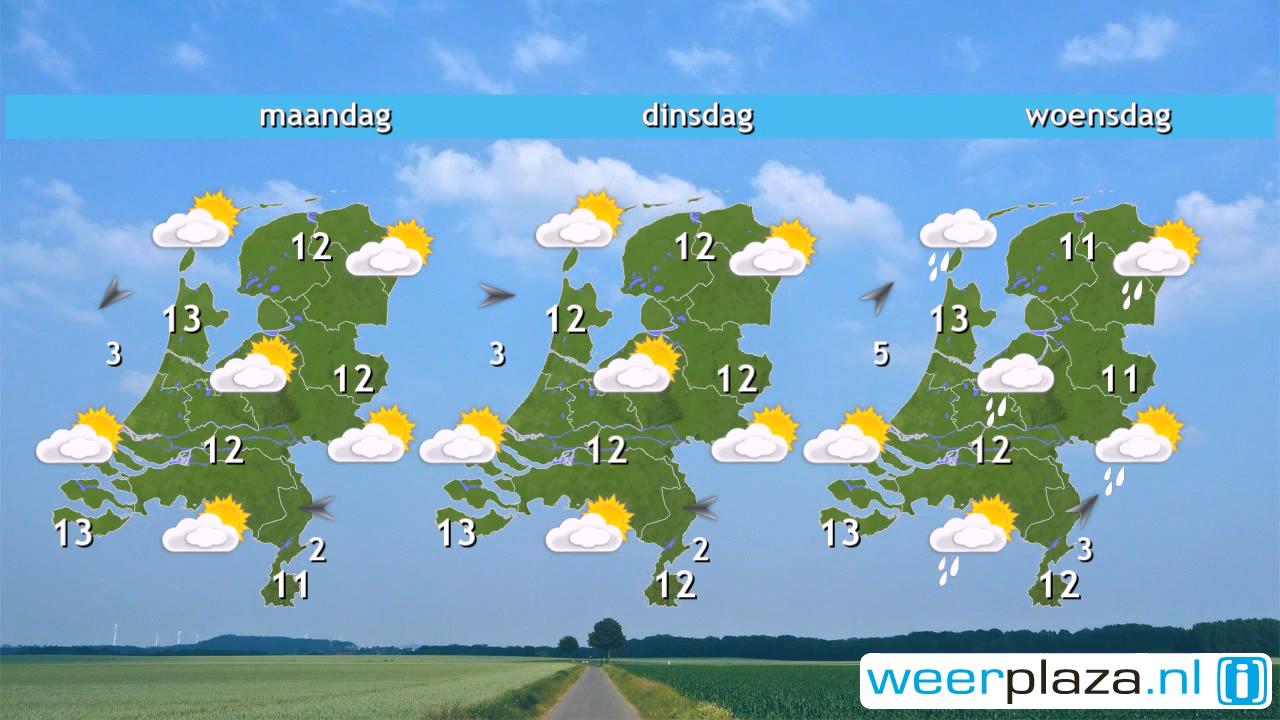 maandag dinsdag woensdag
12 12 11
13 12 13
3 3 5
12 12 11
12 12 12
13 13 13
2 2 3
11 12 12
weerplaza.nl i